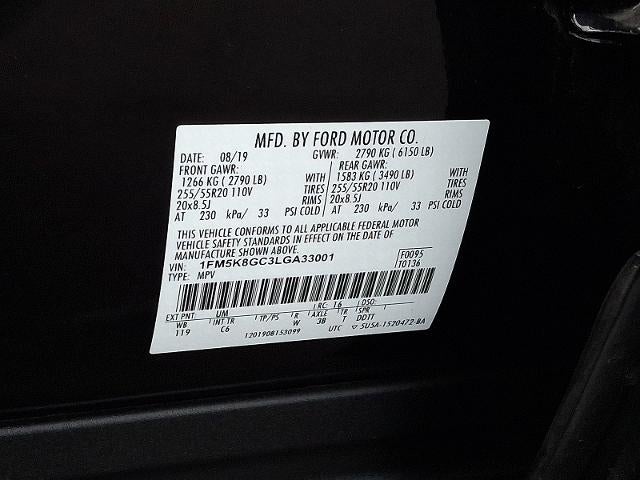 MFD. BY FORD MOTOR CO.
DATE: 08/19 GVWR: 2790 KG ( 6150 LB)
FRONT GAWR: REAR GAWR:
1266 KG ( 2790 LB) WITH 1583 KG ( 3490 LB) WITH
255/55R20 110V TIRES 255/55R20 110V TIRES
20x8.5J RIMS 20x8.5J RIMS
AT 230 kPa/ 33 PSI COLD AT 230 kPa/ 33 PSI COLD
THIS VEHICLE CONFORMS TO ALL APPLICABLE FEDERAL MOTOR
VEHICLE SAFETY STANDARDS IN EFFECT ON THE DATE OF
MANUFACTURE SHOWN ABOVE.
VIN: 1FM5K8GC3LGA33001 F0095
TYPE: MPV T0136
EXT PNT UM RC: 16 DSO:
WB INT TR TP/PS R AXLE TR SPR
119 C6 W 3B T DDTT
1201908153099 UTC ▽ 5U5A-1520472-BA